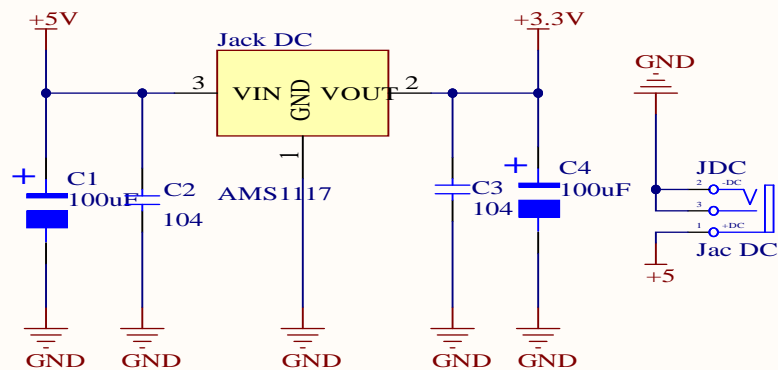 +5V
+3.3V
Jack DC
GND
3
VIN
GND
VOUT
2
1
C1
100uF
C2
104
AMS1117
C3
104
C4
100uF
JDC
2
-DC
3
1
+DC
Jac DC
+5
GND
GND
GND
GND
GND